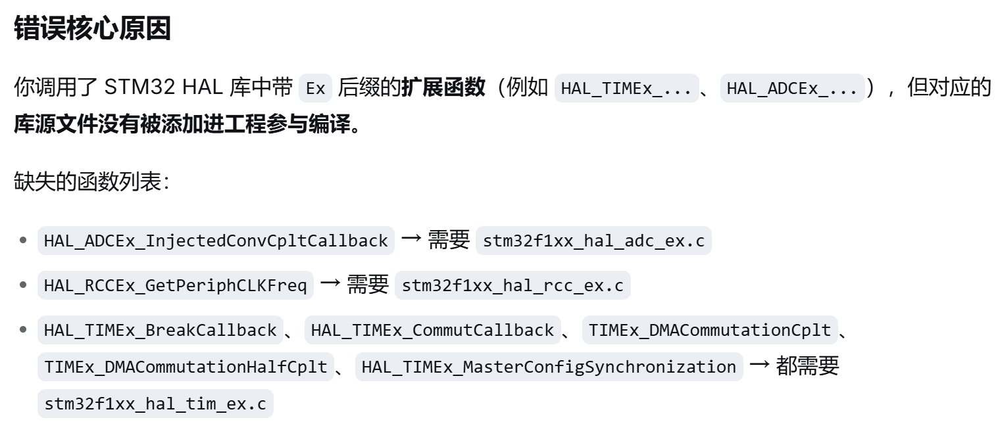 错误核心原因
你调用了 STM32 HAL 库中带 Ex 后缀的扩展函数（例如 HAL_TIMEx_...、HAL_ADCEx_...），但对应的
库源文件没有被添加进工程参与编译。
缺失的函数列表：
• HAL_ADCEx_InjectedConvCpltCallback → 需要 stm32f1xx_hal_adc_ex.c
• HAL_RCCEx_GetPeriphCLKFreq → 需要 stm32f1xx_hal_rcc_ex.c
• HAL_TIMEx_BreakCallback、HAL_TIMEx_CommutCallback、TIMEx_DMACommutationCplt、
TIMEx_DMACommutationHalfCplt、HAL_TIMEx_MasterConfigSynchronization → 都需要
stm32f1xx_hal_tim_ex.c